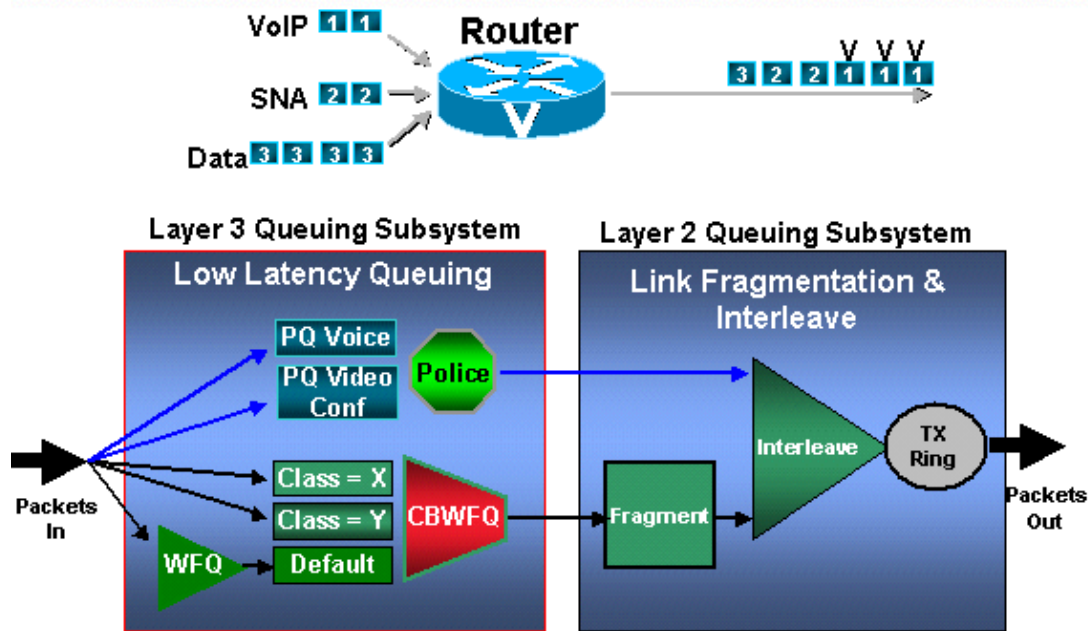 VoIP 1 1
Router
V V V
3 2 2 1 1 1
SNA 2 2
V
Data 3 3 3 3
Layer 3 Queuing Subsystem
Layer 2 Queuing Subsystem
Low Latency Queuing
Link Fragmentation &
Interleave
PQ Voice
PQ Video
Conf
Police
Interleave
TX
Ring
Packets
In
Class = X
Class = Y
CBWFQ
Fragment
Packets
Out
WFQ
Default